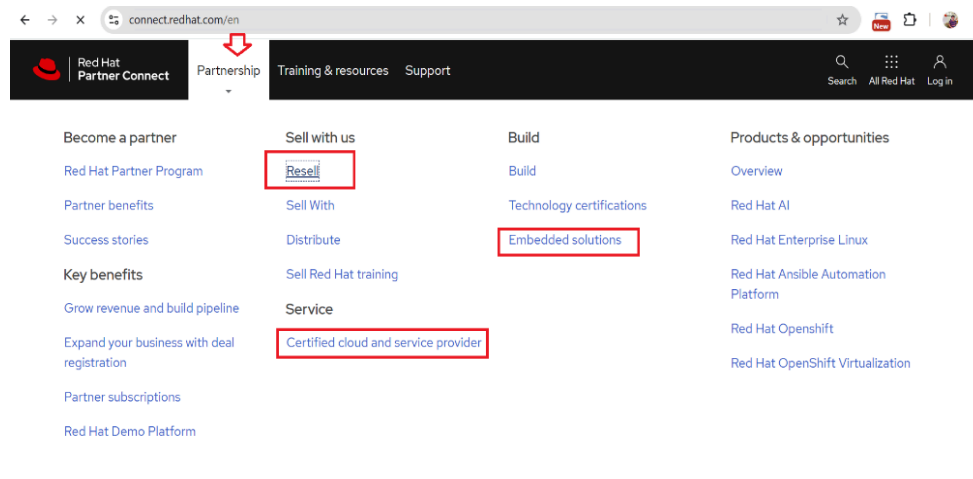 connect.redhat.com/en
New
Red Hat
Partner Connect
Partnership
Training & resources
Support
Search
All Red Hat
Log in
Become a partner
Red Hat Partner Program
Partner benefits
Success stories
Key benefits
Grow revenue and build pipeline
Expand your business with deal
registration
Partner subscriptions
Red Hat Demo Platform
Sell with us
Resell
Sell With
Distribute
Sell Red Hat training
Service
Certified cloud and service provider
Build
Build
Technology certifications
Embedded solutions
Products & opportunities
Overview
Red Hat AI
Red Hat Enterprise Linux
Red Hat Ansible Automation
Platform
Red Hat Openshift
Red Hat OpenShift Virtualization